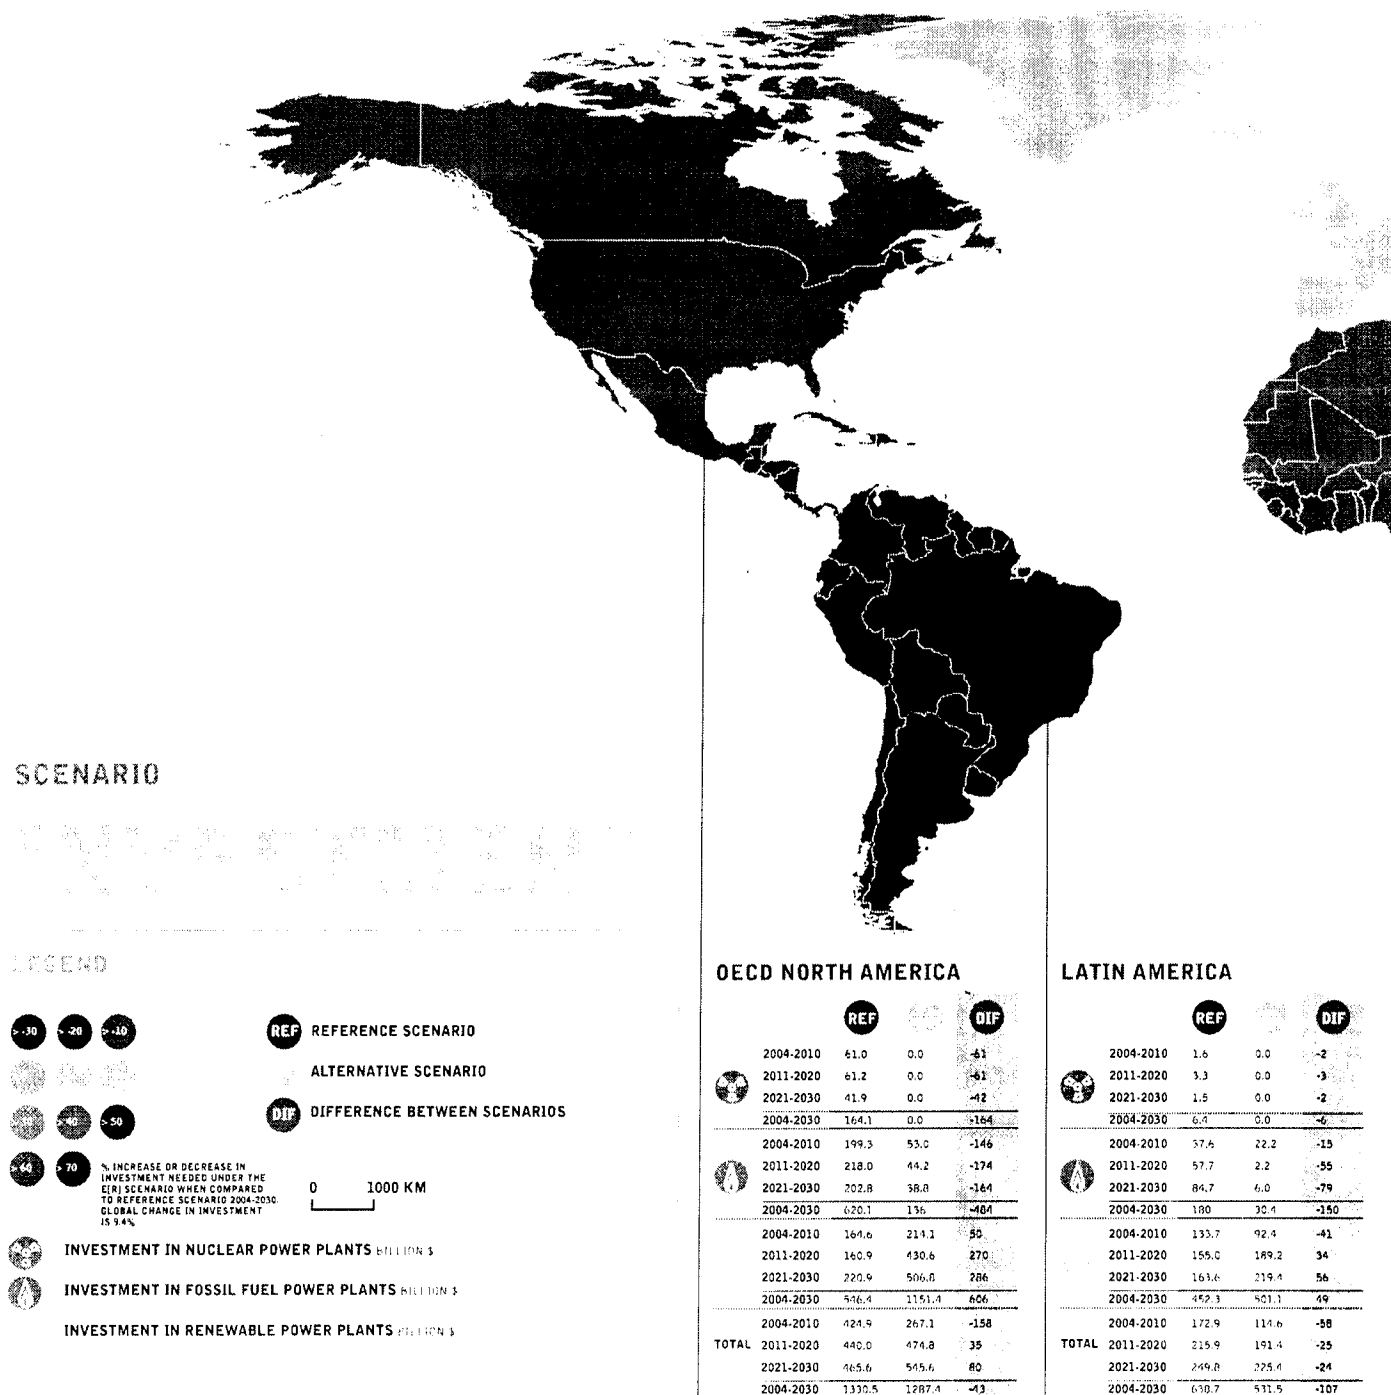 SCENARIO
LEGEND
> -30 > -20 > -10
> 50
> 60 > 70
REF REFERENCE SCENARIO
ALTERNATIVE SCENARIO
DIF DIFFERENCE BETWEEN SCENARIOS
% INCREASE OR DECREASE IN
INVESTMENT NEEDED UNDER THE
E[R] SCENARIO WHEN COMPARED
TO REFERENCE SCENARIO 2004-2030.
GLOBAL CHANGE IN INVESTMENT
IS 9.4%
0 1000 KM
INVESTMENT IN NUCLEAR POWER PLANTS BILLION $
INVESTMENT IN FOSSIL FUEL POWER PLANTS BILLION $
INVESTMENT IN RENEWABLE POWER PLANTS BILLION $
OECD NORTH AMERICA
REF DIF
2004-2010 61.0 0.0 -61
2011-2020 61.2 0.0 -61
2021-2030 41.9 0.0 -42
2004-2030 164.1 0.0 -164
2004-2010 199.3 53.0 -146
2011-2020 218.0 44.2 -174
2021-2030 202.8 38.8 -164
2004-2030 620.1 136 -484
2004-2010 164.6 214.1 50
2011-2020 160.9 430.6 270
2021-2030 220.9 506.8 286
2004-2030 546.4 1151.4 606
2004-2010 424.9 267.1 -158
TOTAL 2011-2020 440.0 474.8 35
2021-2030 465.6 545.6 80
2004-2030 1330.5 1287.4 -43
LATIN AMERICA
REF DIF
2004-2010 1.6 0.0 -2
2011-2020 3.3 0.0 -3
2021-2030 1.5 0.0 -2
2004-2030 6.4 0.0 -6
2004-2010 37.6 22.2 -15
2011-2020 57.7 2.2 -55
2021-2030 84.7 6.0 -79
2004-2030 180 30.4 -150
2004-2010 133.7 92.4 -41
2011-2020 155.0 189.2 34
2021-2030 163.6 219.4 56
2004-2030 452.3 501.1 49
2004-2010 172.9 114.6 -58
TOTAL 2011-2020 215.9 191.4 -25
2021-2030 249.8 225.4 -24
2004-2030 638.7 531.5 -107